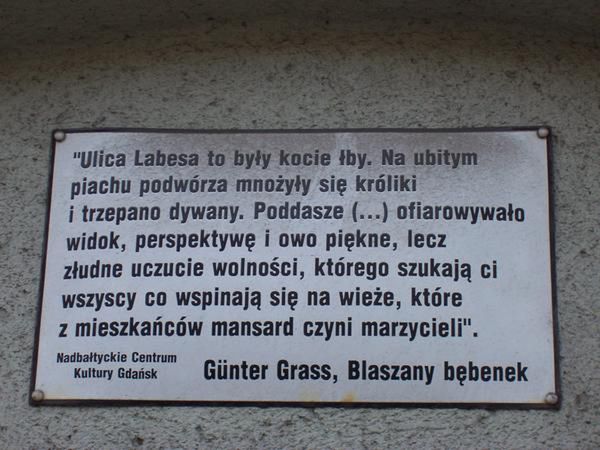 "Ulica Labesa to były kocie łby. Na ubitym
piachu podwórza mnożyły się króliki
i trzepano dywany. Poddasze (...) ofiarowywało
widok, perspektywę i owo piękne, lecz
złudne uczucie wolności, którego szukają ci
wszyscy co wspinają się na wieże, które
z mieszkańców mansard czyni marzycieli".
Nadbałtyckie Centrum
Kultury Gdańsk
Günter Grass, Blaszany bębenek